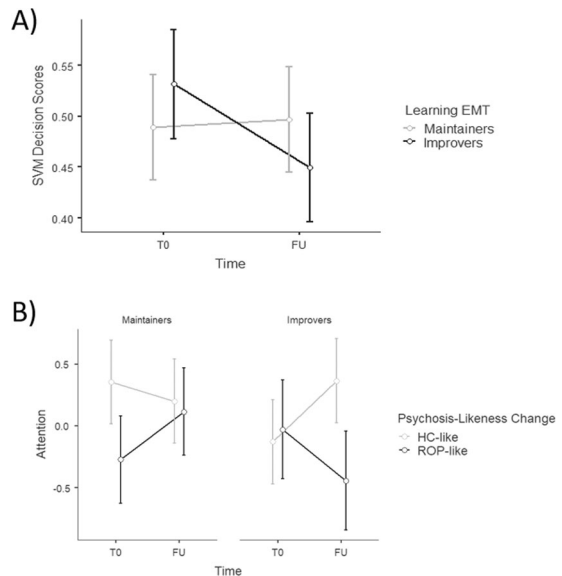 A)
SVM Decision Scores
0.55
0.50
0.45
0.40
T0
FU
Time
Learning EMT
Maintainers
Improvers
B)
Maintainers
Improvers
Attention
0.5
0.0
-0.5
T0
FU
T0
FU
Time
Psychosis-Likeness Change
HC-like
ROP-like